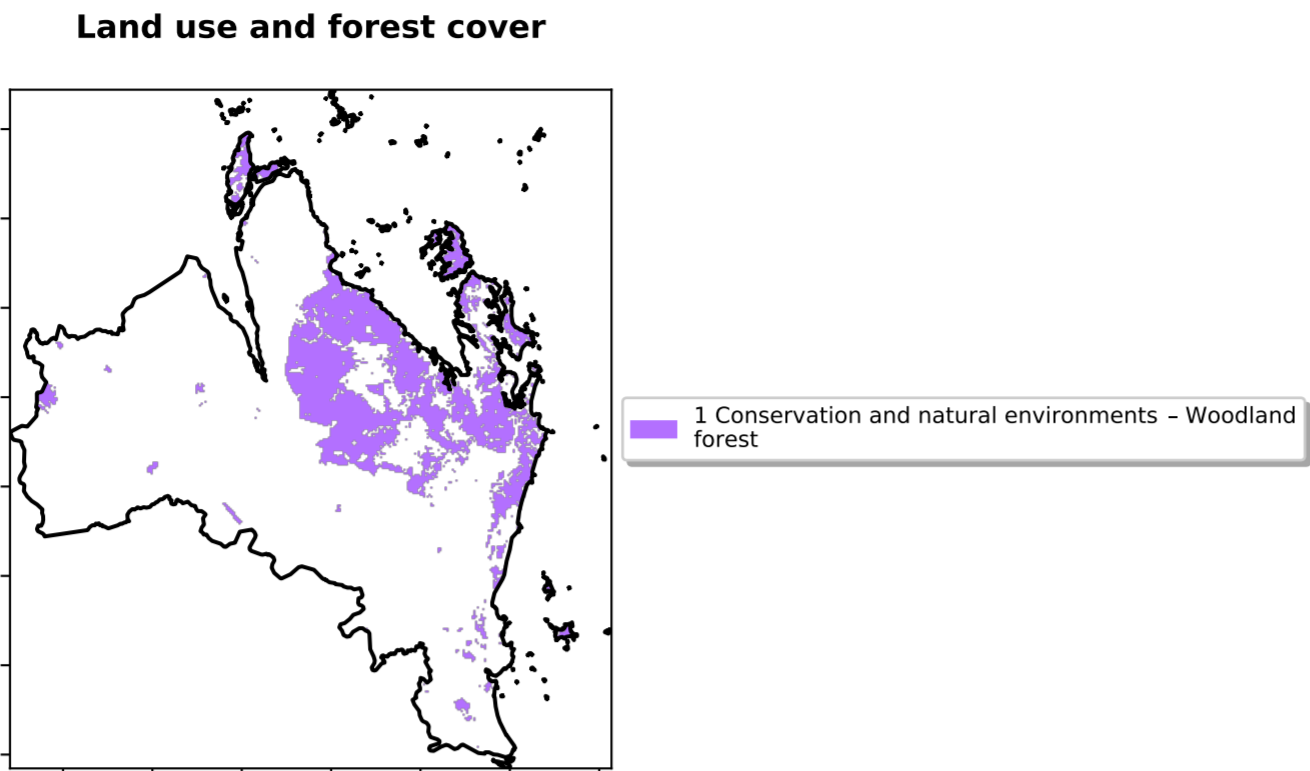 Land use and forest cover
1 Conservation and natural environments – Woodland
forest